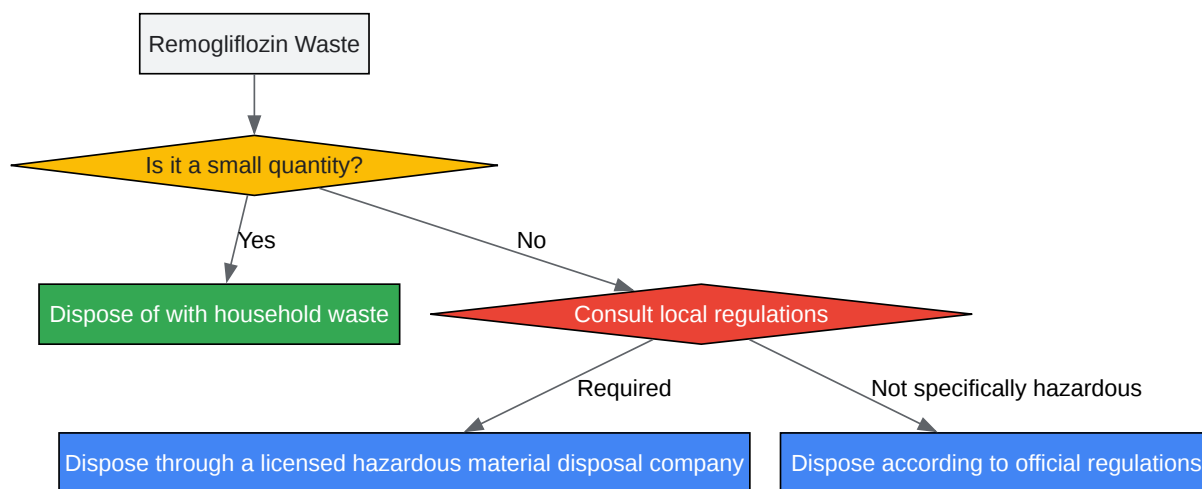 Remogliflozin Waste
Is it a small quantity?
Yes
No
Dispose of with household waste
Consult local regulations
Required
Not specifically hazardous
Dispose through a licensed hazardous material disposal company
Dispose according to official regulations